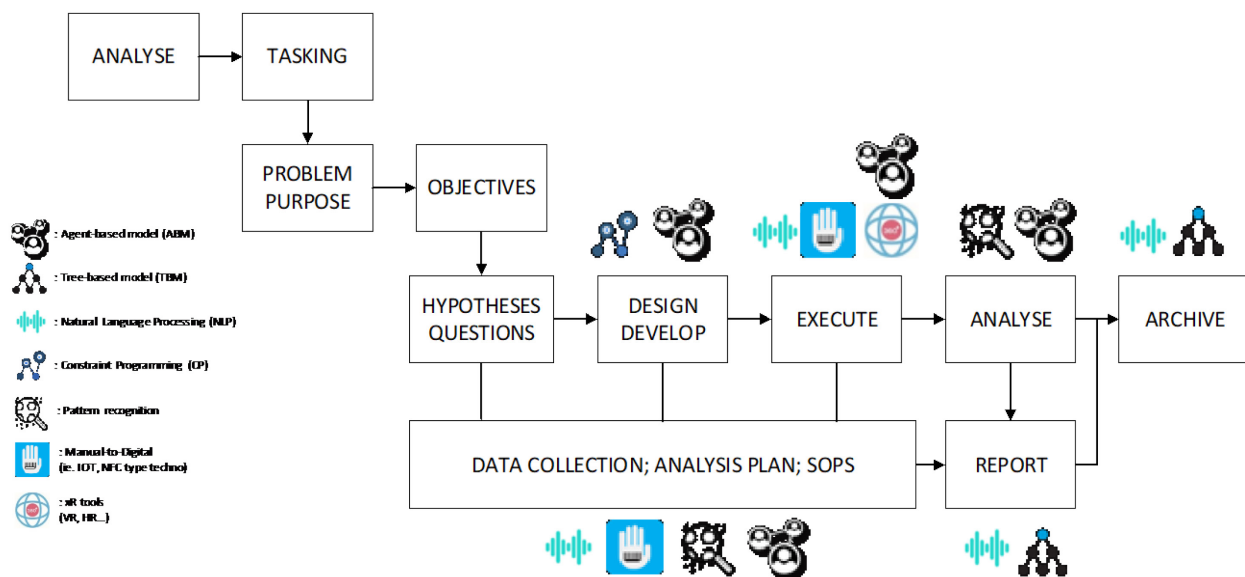 ANALYSE
TASKING
PROBLEM
PURPOSE
OBJECTIVES
: Agent-based model (ABM)
: Tree-based model (TBM)
: Natural Language Processing (NLP)
: Constraint Programming (CP)
: Pattern recognition
: Manual-to-Digital
(ie. IOT, NFC type techno)
: xR tools
(VR, HR...)
HYPOTHESES
QUESTIONS
DESIGN
DEVELOP
EXECUTE
ANALYSE
ARCHIVE
DATA COLLECTION; ANALYSIS PLAN; SOPS
REPORT